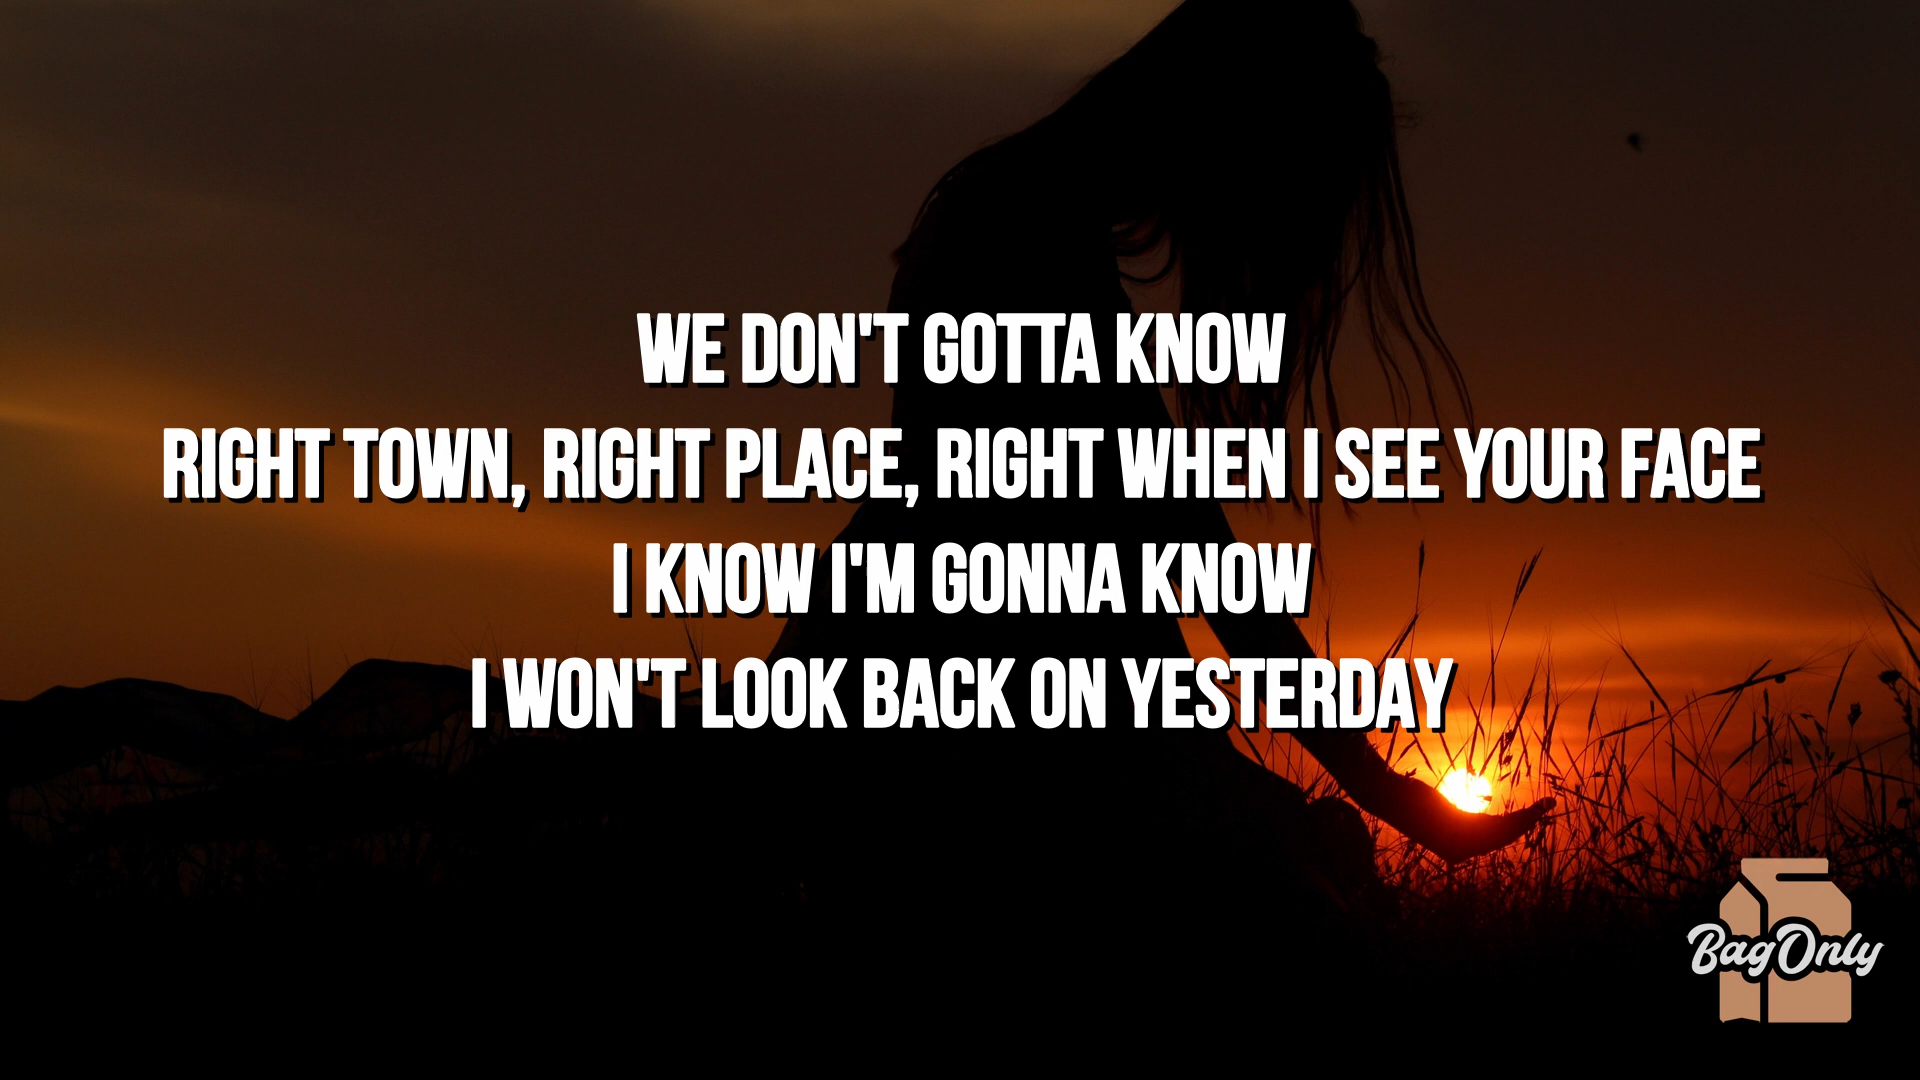 WE DON'T GOTTA KNOW
RIGHT TOWN, RIGHT PLACE, RIGHT WHEN I SEE YOUR FACE
I KNOW I'M GONNA KNOW
I WON'T LOOK BACK ON YESTERDAY
BagOnly